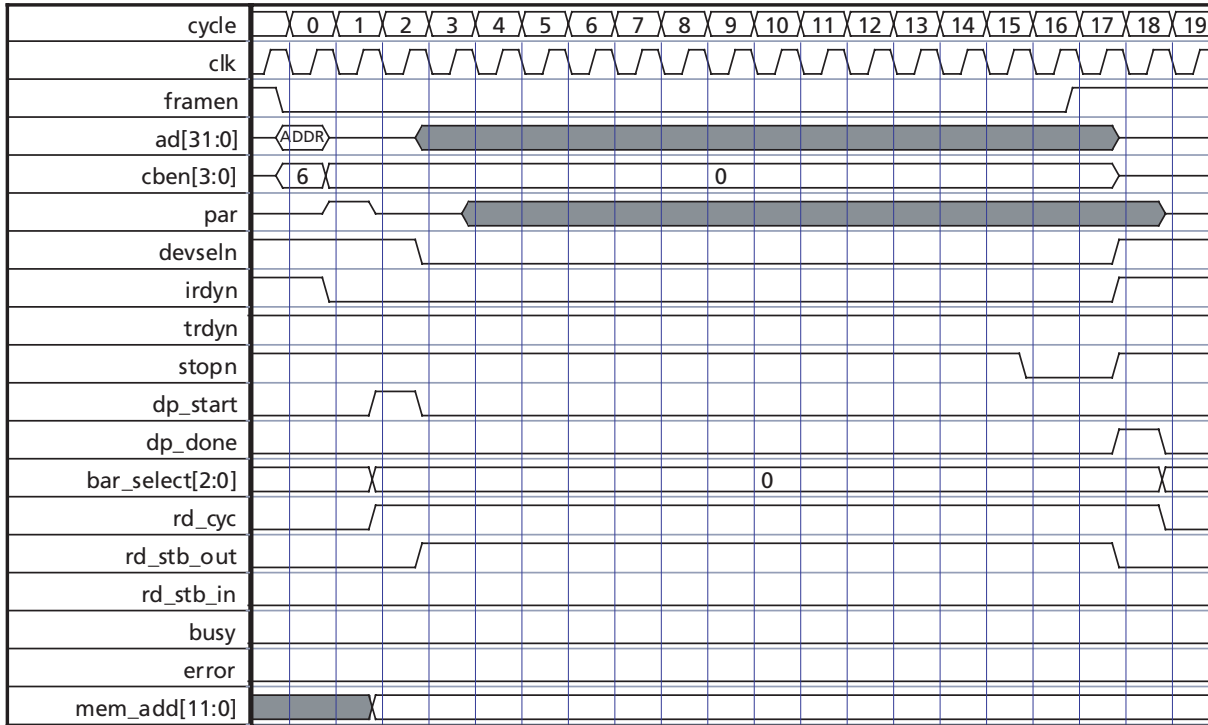 cycle 0 1 2 3 4 5 6 7 8 9 10 11 12 13 14 15 16 17 18 19
clk
framen
ad[31:0] ADDR
cben[3:0] 6 0
par
devseln
irdyn
trdyn
stopn
dp_start
dp_done
bar_select[2:0] 0
rd_cyc
rd_stb_out
rd_stb_in
busy
error
mem_add[11:0]